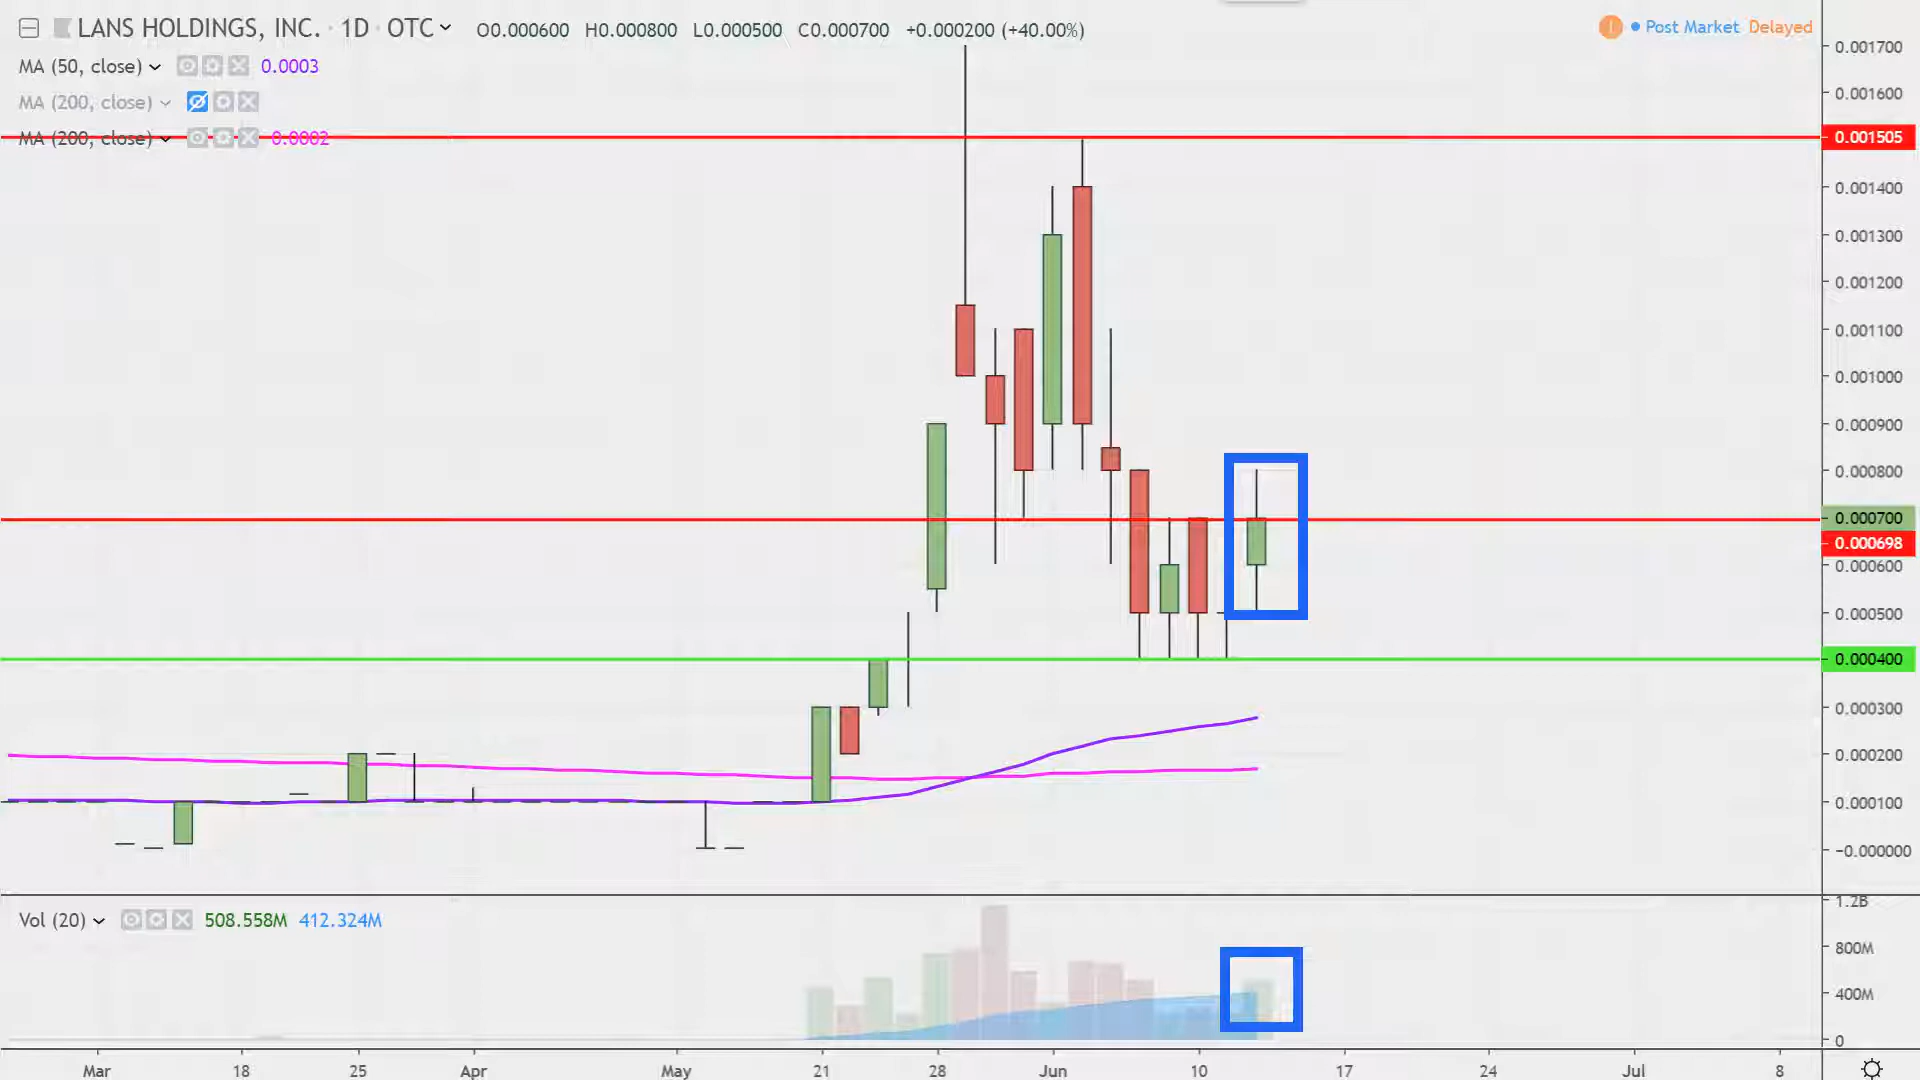 LANS HOLDINGS, INC. · 1D · OTC O0.000600 H0.000800 L0.000500 C0.000700 +0.000200 (+40.00%)
! Post Market Delayed
MA (50, close) 0.0003
MA (200, close)
MA (200, close) 0.0002
0.001700
0.001600
0.001505
0.001400
0.001300
0.001200
0.001100
0.001000
0.000900
0.000800
0.000700
0.000698
0.000600
0.000500
0.000400
0.000300
0.000200
0.000100
−0.000000
Vol (20) 508.558M 412.324M
1.2B
800M
400M
0
Mar 18 25 Apr May 21 28 Jun 10 17 24 Jul 8